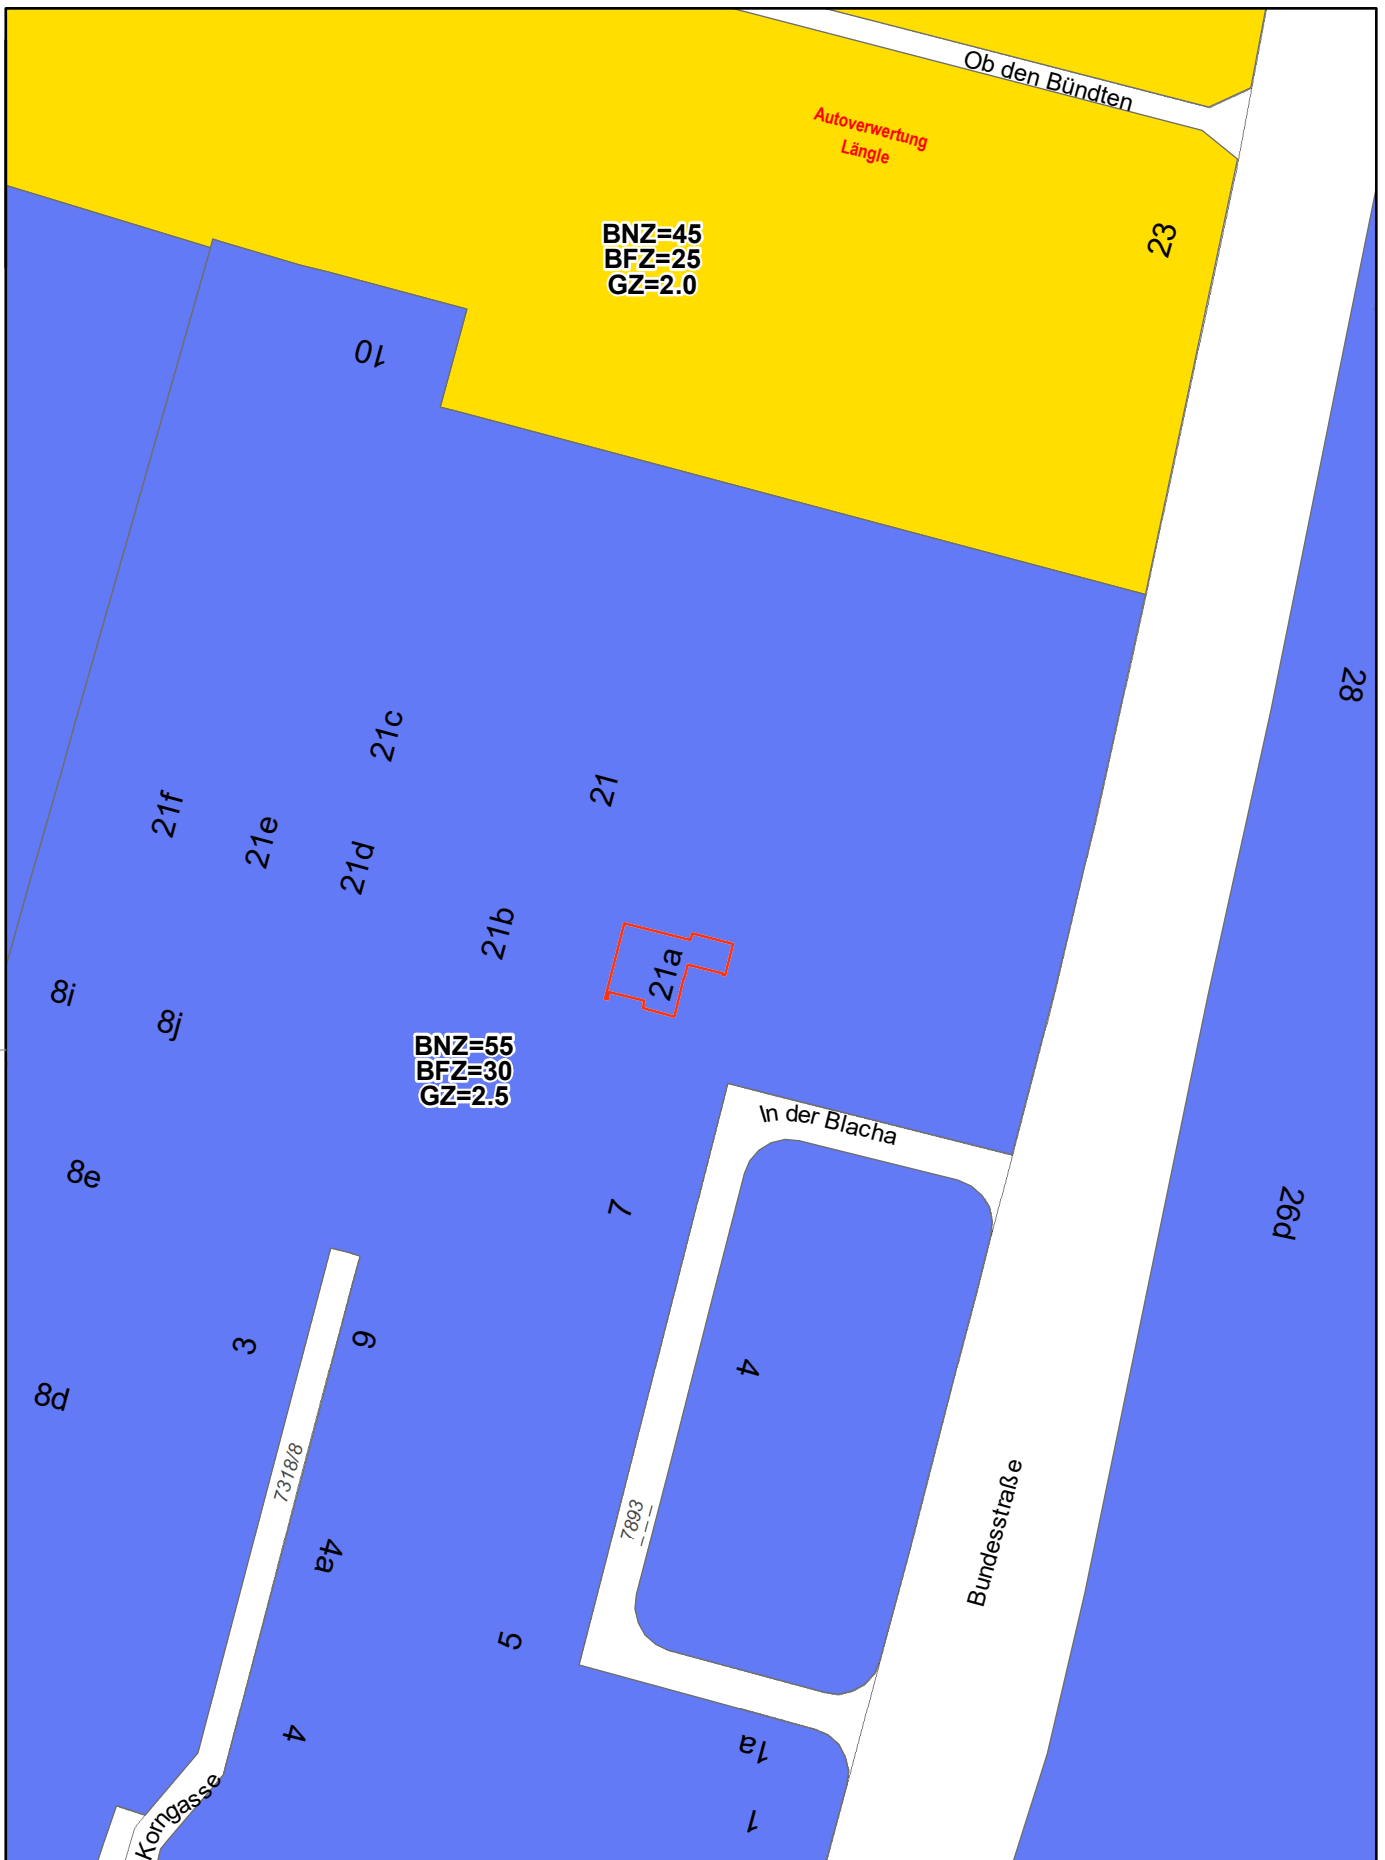 Ob den Bündten
Autoverwertung
Längle
23
BNZ=45
BFZ=25
GZ=2.0
10
28
21c
21
21f
21e
21d
21b
21a
8i
8j
BNZ=55
BFZ=30
GZ=2.5
In der Blacha
8e
7
26d
3
6
4
8d
7318/8
7893
Bundesstraße
4a
5
4
1a
Korngasse
1